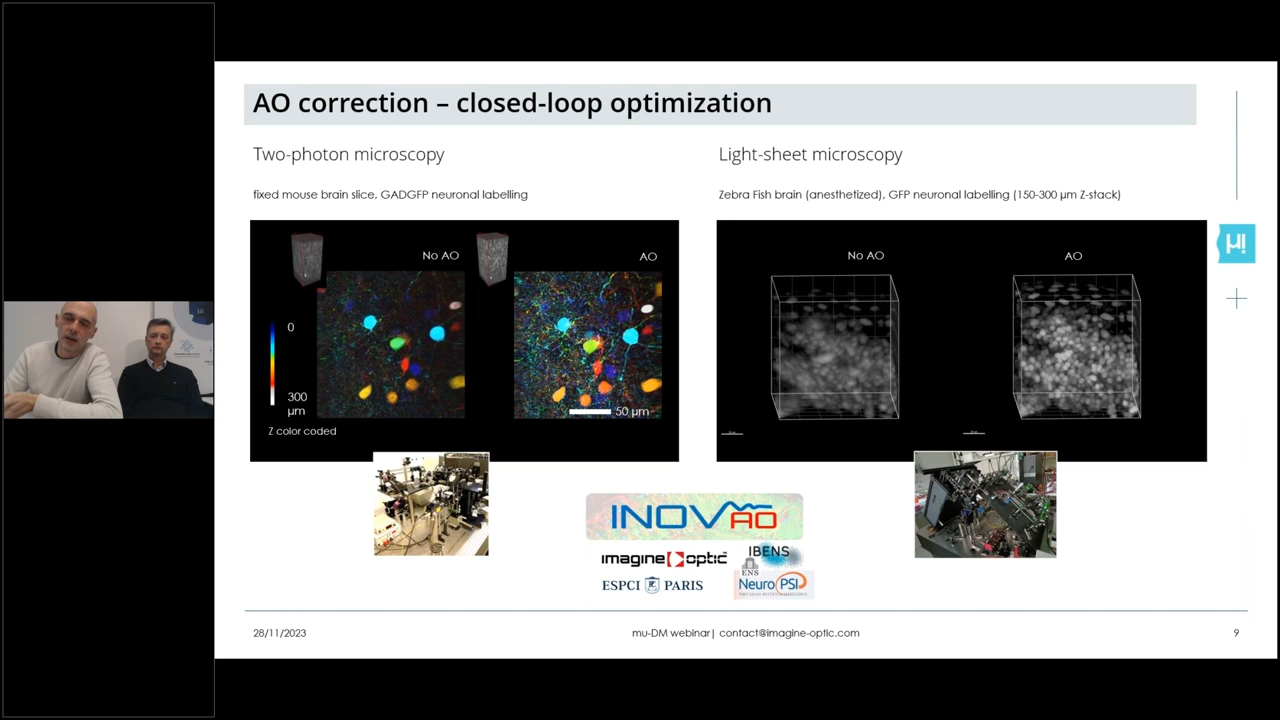 AO correction – closed-loop optimization
Two-photon microscopy
fixed mouse brain slice, GADGFP neuronal labelling
No AO
AO
0
300
µm
Z color coded
50 µm
Light-sheet microscopy
Zebra Fish brain (anesthetized), GFP neuronal labelling (150-300 µm Z-stack)
No AO
AO
µ!
INOVAO
imagine optic
IBENS
ENS
ESPCI PARIS
Neuro PSI
28/11/2023
mu-DM webinar| contact@imagine-optic.com
9